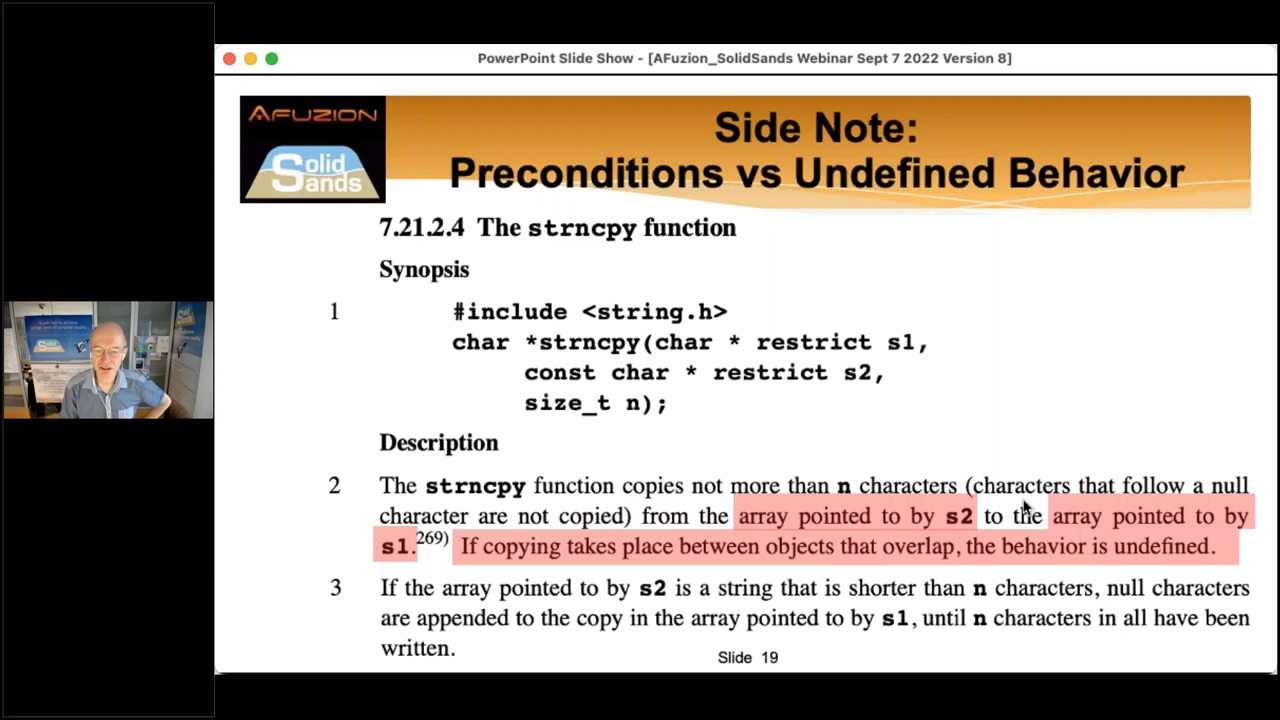 PowerPoint Slide Show - [AFuzion_SolidSands Webinar Sept 7 2022 Version 8]
AFUZION
Solid
Sands
Side Note:
Preconditions vs Undefined Behavior
7.21.2.4 The strncpy function
Synopsis
1 #include <string.h>
char *strncpy(char * restrict s1,
const char * restrict s2,
size_t n);
Description
2 The strncpy function copies not more than n characters (characters that follow a null
character are not copied) from the array pointed to by s2 to the array pointed to by
s1.269) If copying takes place between objects that overlap, the behavior is undefined.
3 If the array pointed to by s2 is a string that is shorter than n characters, null characters
are appended to the copy in the array pointed to by s1, until n characters in all have been
written.
Slide 19